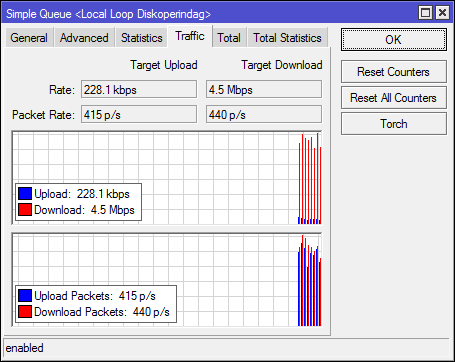 Simple Queue <Local Loop Diskoperindag>
General Advanced Statistics Traffic Total Total Statistics
OK
Reset Counters
Reset All Counters
Torch
Target Upload Target Download
Rate: 228.1 kbps 4.5 Mbps
Packet Rate: 415 p/s 440 p/s
Upload: 228.1 kbps
Download: 4.5 Mbps
Upload Packets: 415 p/s
Download Packets: 440 p/s
enabled